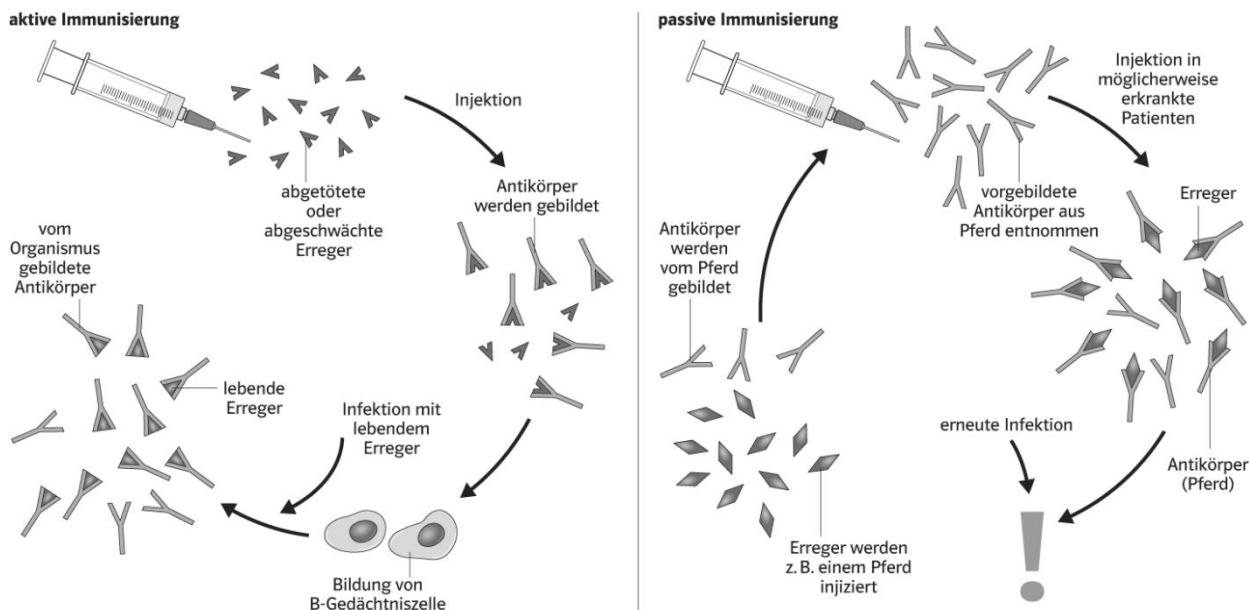 aktive Immunisierung
Injektion
abgetötete
oder
abgeschwächte
Erreger
Antikörper
werden gebildet
vom
Organismus
gebildete
Antikörper
lebende
Erreger
Infektion mit
lebendem
Erreger
Bildung von
B-Gedächtniszelle
passive Immunisierung
Injektion in
möglicherweise
erkrankte
Patienten
vorgebildete
Antikörper aus
Pferd entnommen
Erreger
Antikörper
werden
vom Pferd
gebildet
erneute Infektion
Antikörper
(Pferd)
Erreger werden
z. B. einem Pferd
injiziert
!